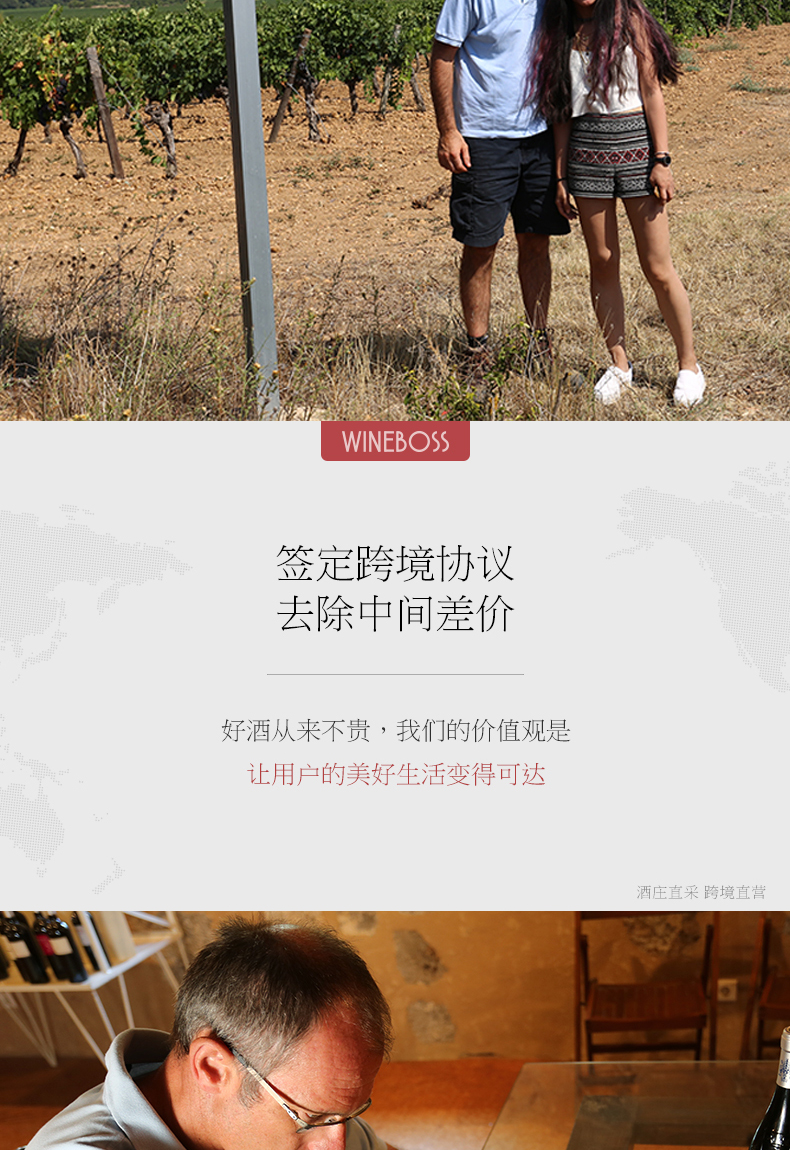 WINEBOSS
签定跨境协议
去除中间差价
好酒从来不贵，我们的价值观是
让用户的美好生活变得可达
酒庄直采 跨境直营